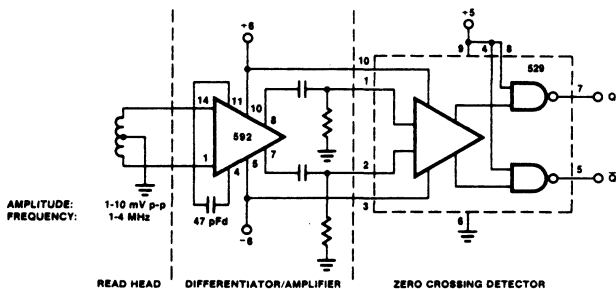 +5
+6
9
4
8
529
10
1
14
11
10
8
7
Q
592
1
4
5
7
2
5
Q̅
3
47 pFd
-6
6
AMPLITUDE: 1-10 mV p-p
FREQUENCY: 1-4 MHz
READ HEAD
DIFFERENTIATOR/AMPLIFIER
ZERO CROSSING DETECTOR